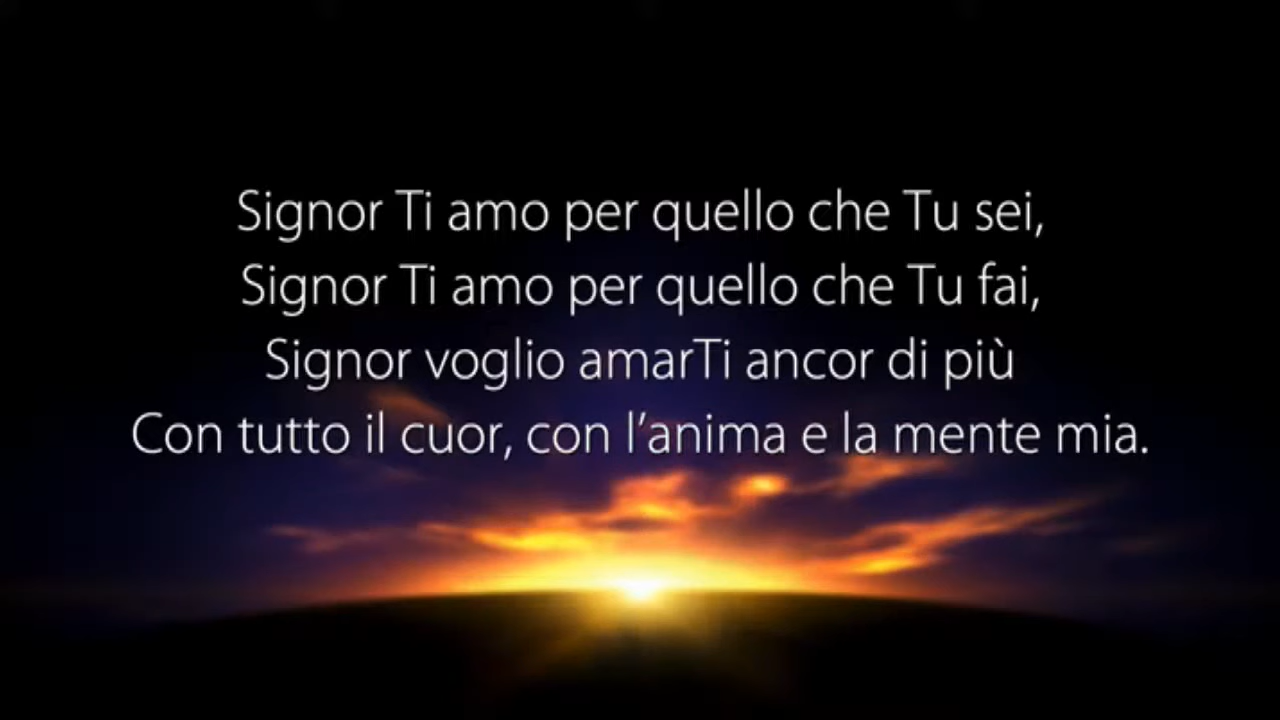 Signor Ti amo per quello che Tu sei,
Signor Ti amo per quello che Tu fai,
Signor voglio amarTi ancor di più
Con tutto il cuor, con l’anima e la mente mia.